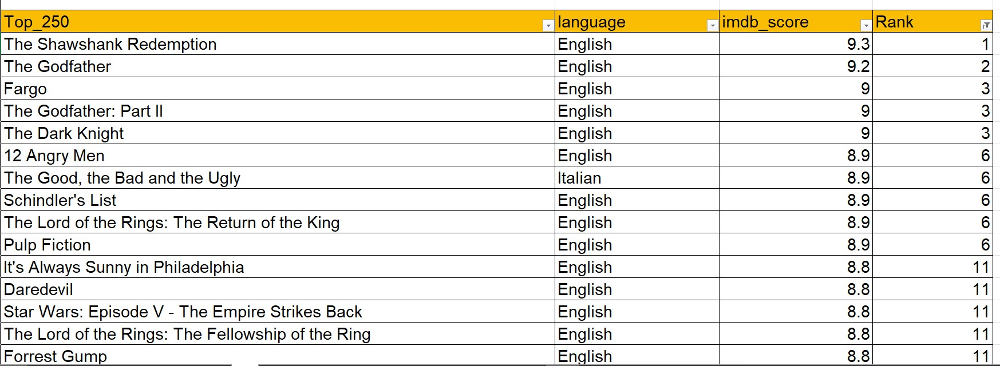 Top_250 language imdb_score Rank
The Shawshank Redemption English 9.3 1
The Godfather English 9.2 2
Fargo English 9 3
The Godfather: Part II English 9 3
The Dark Knight English 9 3
12 Angry Men English 8.9 6
The Good, the Bad and the Ugly Italian 8.9 6
Schindler's List English 8.9 6
The Lord of the Rings: The Return of the King English 8.9 6
Pulp Fiction English 8.9 6
It's Always Sunny in Philadelphia English 8.8 11
Daredevil English 8.8 11
Star Wars: Episode V - The Empire Strikes Back English 8.8 11
The Lord of the Rings: The Fellowship of the Ring English 8.8 11
Forrest Gump English 8.8 11